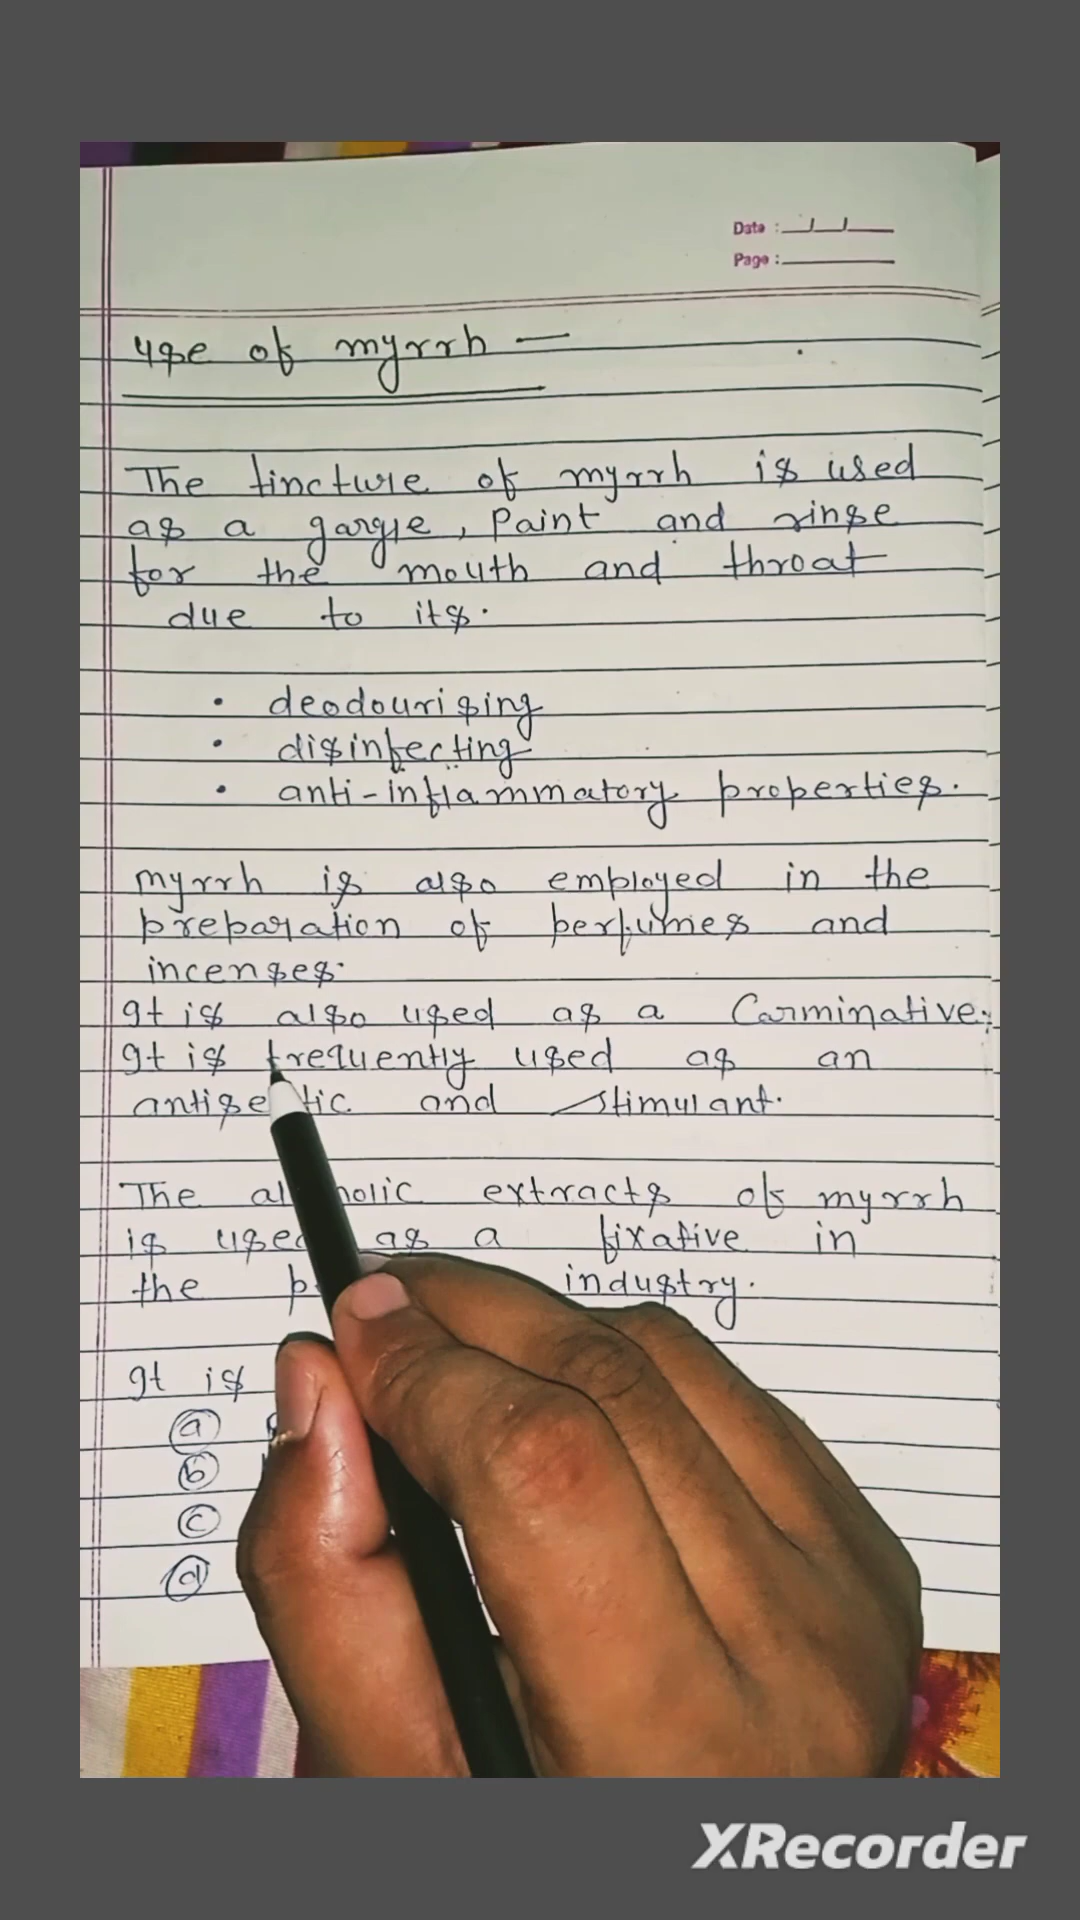 Date :
Page :
Use of myrrh —
The tincture of myrrh is used
as a gargle, Paint and rinse
for the mouth and throat
due to its.
• deodourising
• disinfecting
• anti-inflammatory properties.
myrrh is also employed in the
preparation of perfumes and
incenses.
It is also used as a Carminative.
It is frequently used as an
antiseptic and stimulant.
The alcoholic extracts of myrrh
is used as a fixative in
the industry.
It is
a
b
c
d
XRecorder